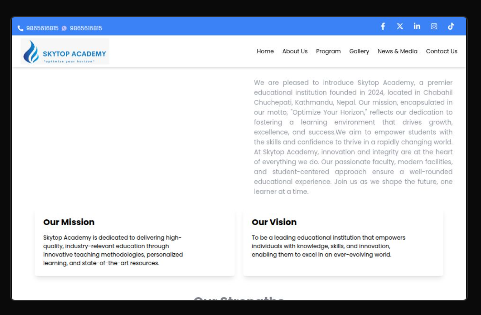 9865616815 9865616815
SKYTOP ACADEMY
"optimize your horizon"
Home About Us Program Gallery News & Media Contact Us
We are pleased to introduce Skytop Academy, a premier
educational institution founded in 2024, located in Chabahil
Chuchepati, Kathmandu, Nepal. Our mission, encapsulated in
our motto, "Optimize Your Horizon," reflects our dedication to
fostering a learning environment that drives growth,
excellence, and success.We aim to empower students with
the skills and confidence to thrive in a rapidly changing world.
At Skytop Academy, innovation and integrity are at the heart
of everything we do. Our passionate faculty, modern facilities,
and student-centered approach ensure a well-rounded
educational experience. Join us as we shape the future, one
learner at a time.
Our Mission
Skytop Academy is dedicated to delivering high-
quality, industry-relevant education through
innovative teaching methodologies, personalized
learning, and state-of-the-art resources.
Our Vision
To be a leading educational institution that empowers
individuals with knowledge, skills, and innovation,
enabling them to excel in an ever-evolving world.
Our Strengths